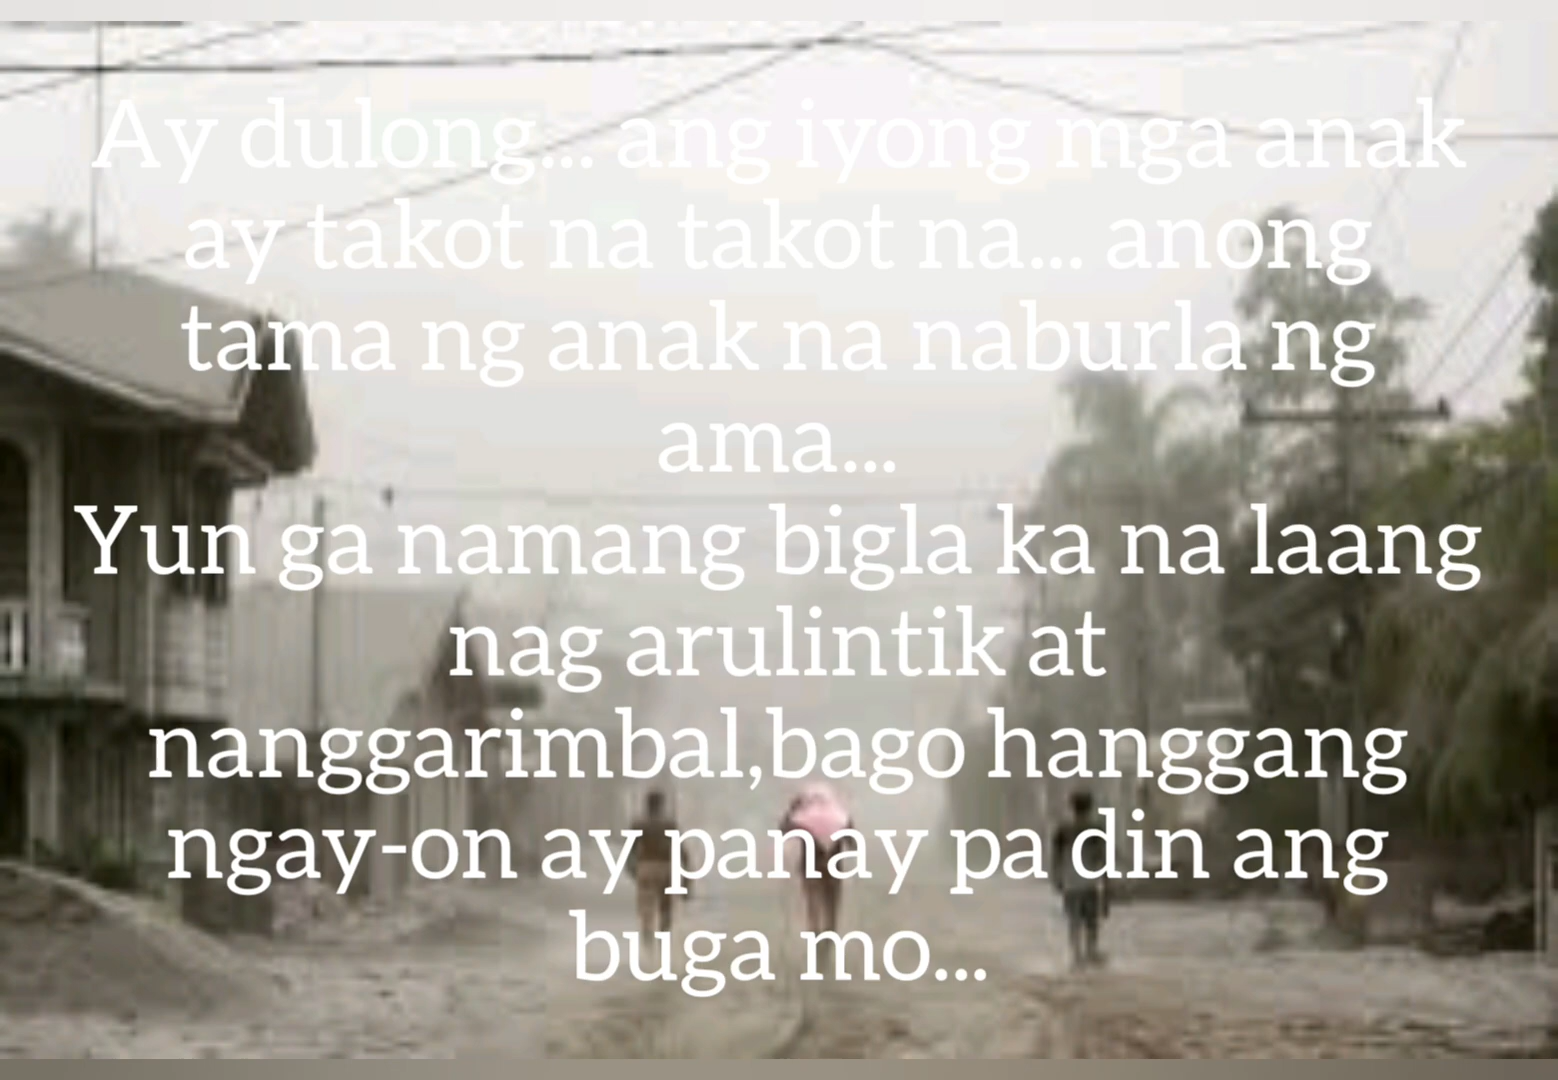 Ay dulong... ang iyong mga anak
ay takot na takot na... anong
tama ng anak na naburla ng
ama...
Yun ga namang bigla ka na laang
nag arulintik at
nanggarimbal,bago hanggang
ngay-on ay panay pa din ang
buga mo...